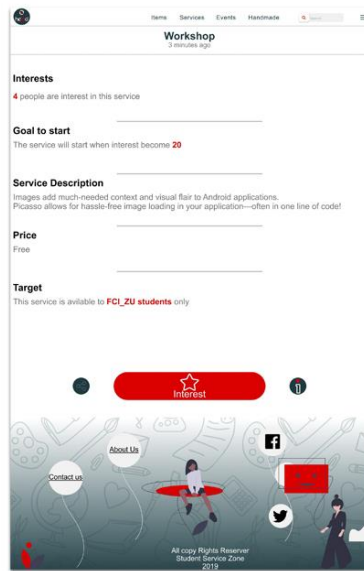 Items Services Events Handmade Search
Workshop
3 minutes ago
Interests
4 people are interest in this service
Goal to start
The service will start when interest become 20
Service Description
Images add much-needed context and visual flair to Android applications.
Picasso allows for hassle-free image loading in your application—often in one line of code!
Price
Free
Target
This service is avilable to FCI_ZU students only
Interest
About Us
Contact us
All copy Rights Reserver
Student Service Zone
2019